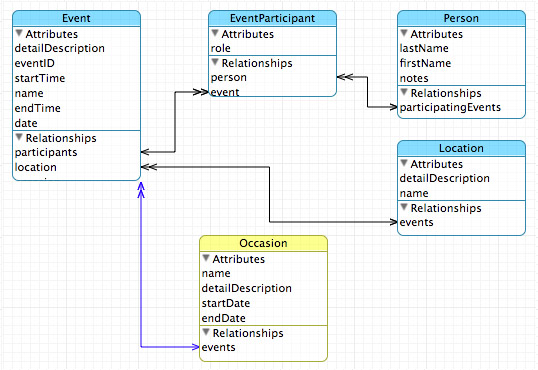 Event
Attributes
detailDescription
eventID
startTime
name
endTime
date
Relationships
participants
location
EventParticipant
Attributes
role
Relationships
person
event
Person
Attributes
lastName
firstName
notes
Relationships
participatingEvents
Location
Attributes
detailDescription
name
Relationships
events
Occasion
Attributes
name
detailDescription
startDate
endDate
Relationships
events